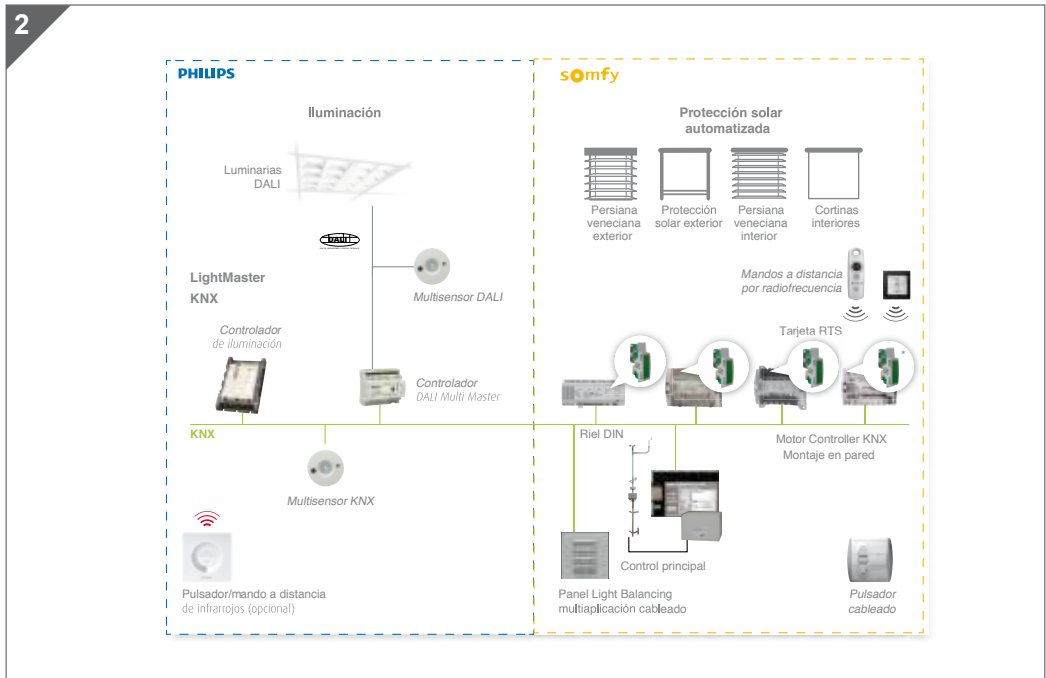 2
PHILIPS
somfy
Iluminación
Protección solar
automatizada
Luminarias
DALI
Persiana
veneciana
exterior
Protección
solar exterior
Persiana
veneciana
interior
Cortinas
interiores
DALI
LightMaster
KNX
Multisensor DALI
Mandos a distancia
por radiofrecuencia
Tarjeta RTS
Controlador
de iluminación
Controlador
DALI Multi Master
*
KNX
Riel DIN
Motor Controller KNX
Montaje en pared
Multisensor KNX
Control principal
Pulsador/mando a distancia
de infrarrojos (opcional)
Panel Light Balancing
multiaplicación cableado
Pulsador
cableado